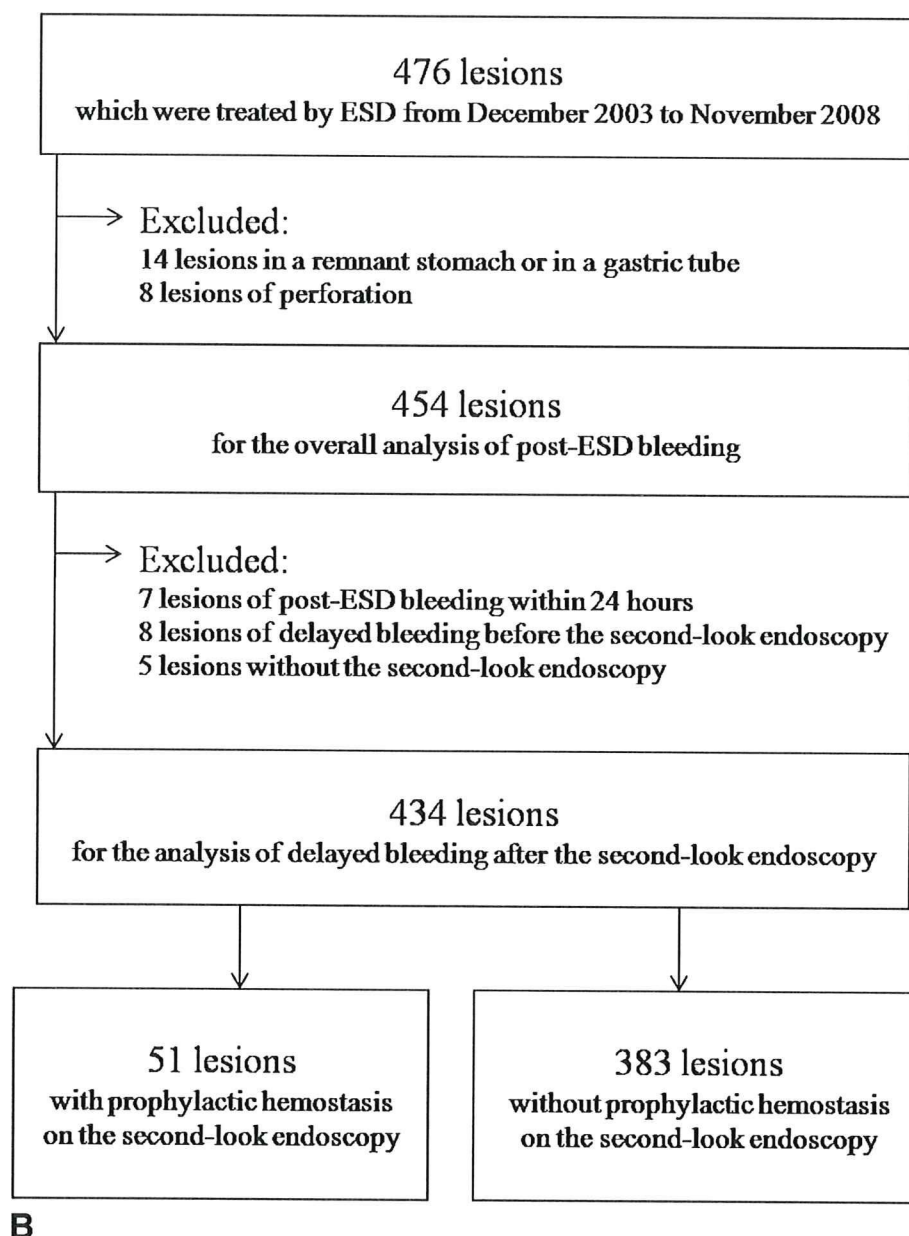 476 lesions
which were treated by ESD from December 2003 to November 2008
Excluded:
14 lesions in a remnant stomach or in a gastric tube
8 lesions of perforation
454 lesions
for the overall analysis of post-ESD bleeding
Excluded:
7 lesions of post-ESD bleeding within 24 hours
8 lesions of delayed bleeding before the second-look endoscopy
5 lesions without the second-look endoscopy
434 lesions
for the analysis of delayed bleeding after the second-look endoscopy
51 lesions
with prophylactic hemostasis
on the second-look endoscopy
383 lesions
without prophylactic hemostasis
on the second-look endoscopy
B